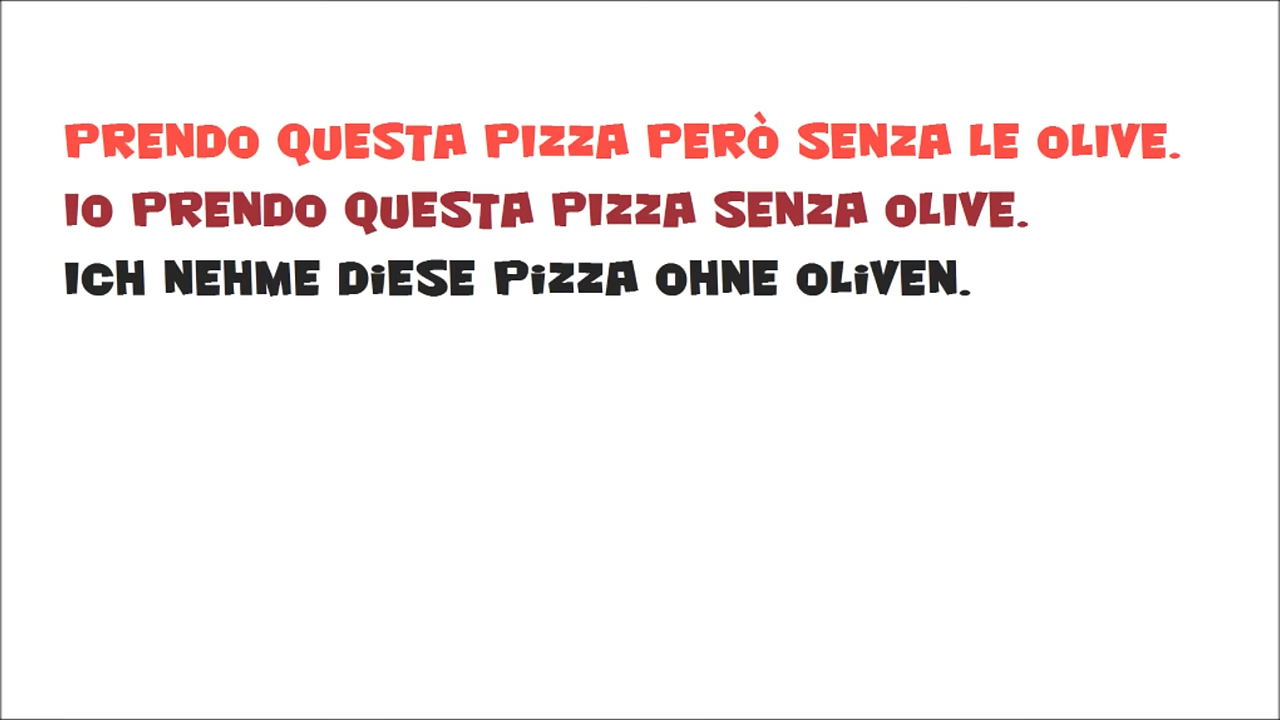 PRENDO QUESTA PIZZA PERÒ SENZA LE OLIVE.
IO PRENDO QUESTA PIZZA SENZA OLIVE.
ICH NEHME DiESE PiZZA OHNE OLiVEN.